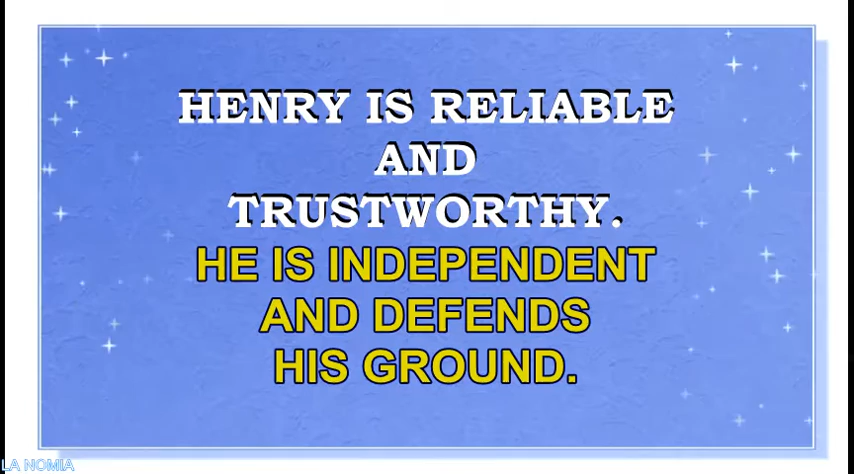 HENRY IS RELIABLE
AND
TRUSTWORTHY.
HE IS INDEPENDENT
AND DEFENDS
HIS GROUND.
LA NOMIA